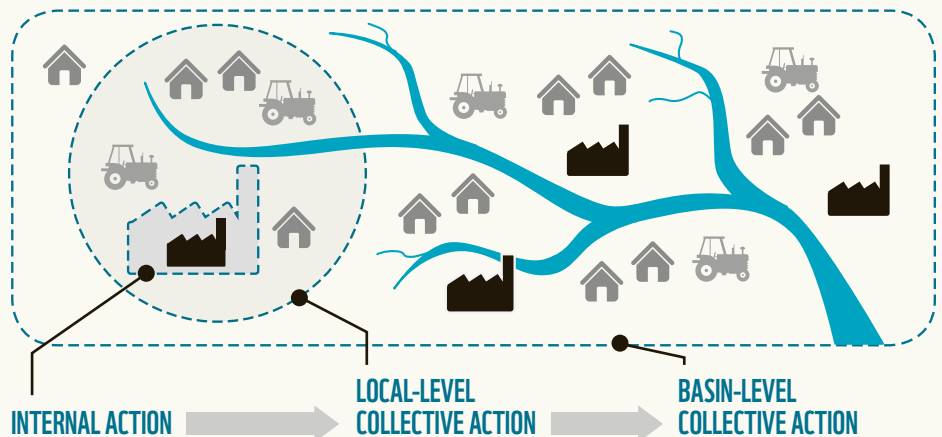 INTERNAL ACTION
LOCAL-LEVEL
COLLECTIVE ACTION
BASIN-LEVEL
COLLECTIVE ACTION